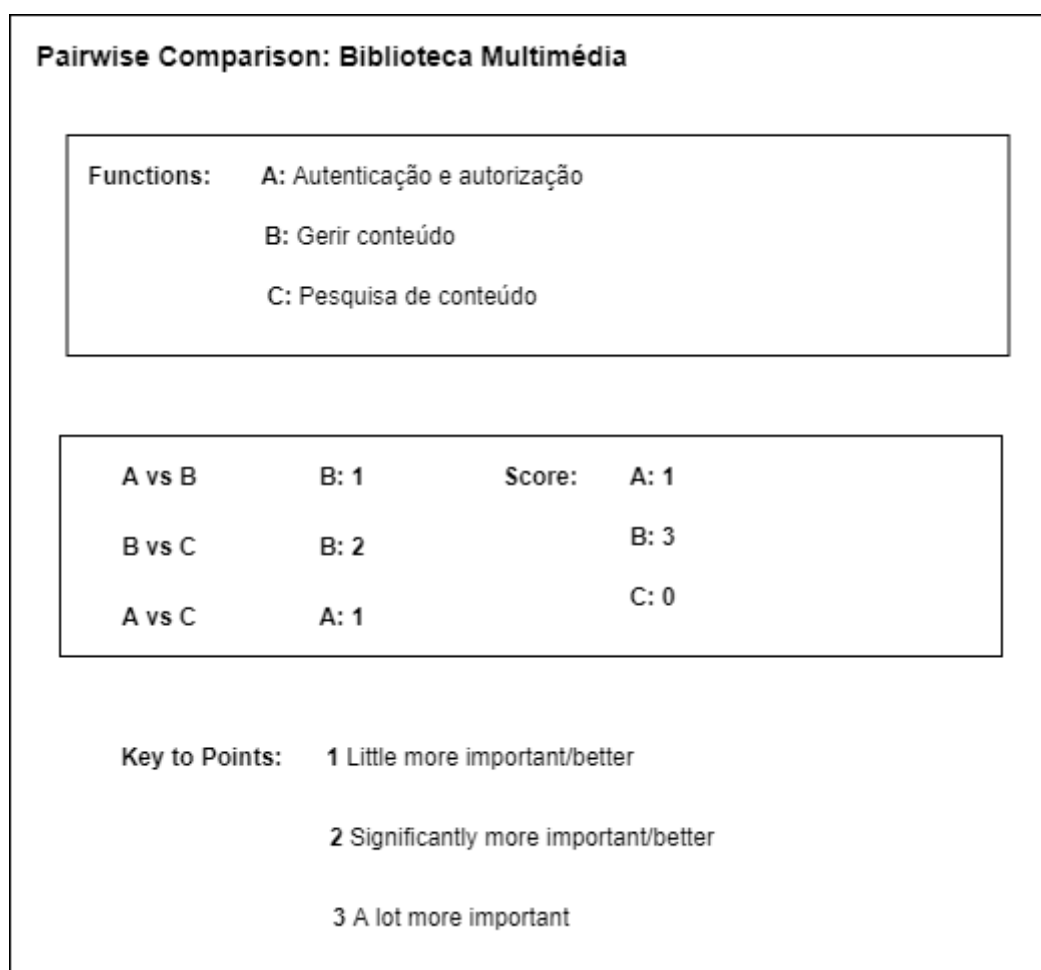 Pairwise Comparison: Biblioteca Multimédia
Functions: A: Autenticação e autorização
B: Gerir conteúdo
C: Pesquisa de conteúdo
A vs B B: 1 Score: A: 1
B vs C B: 2 B: 3
C: 0
A vs C A: 1
Key to Points: 1 Little more important/better
2 Significantly more important/better
3 A lot more important